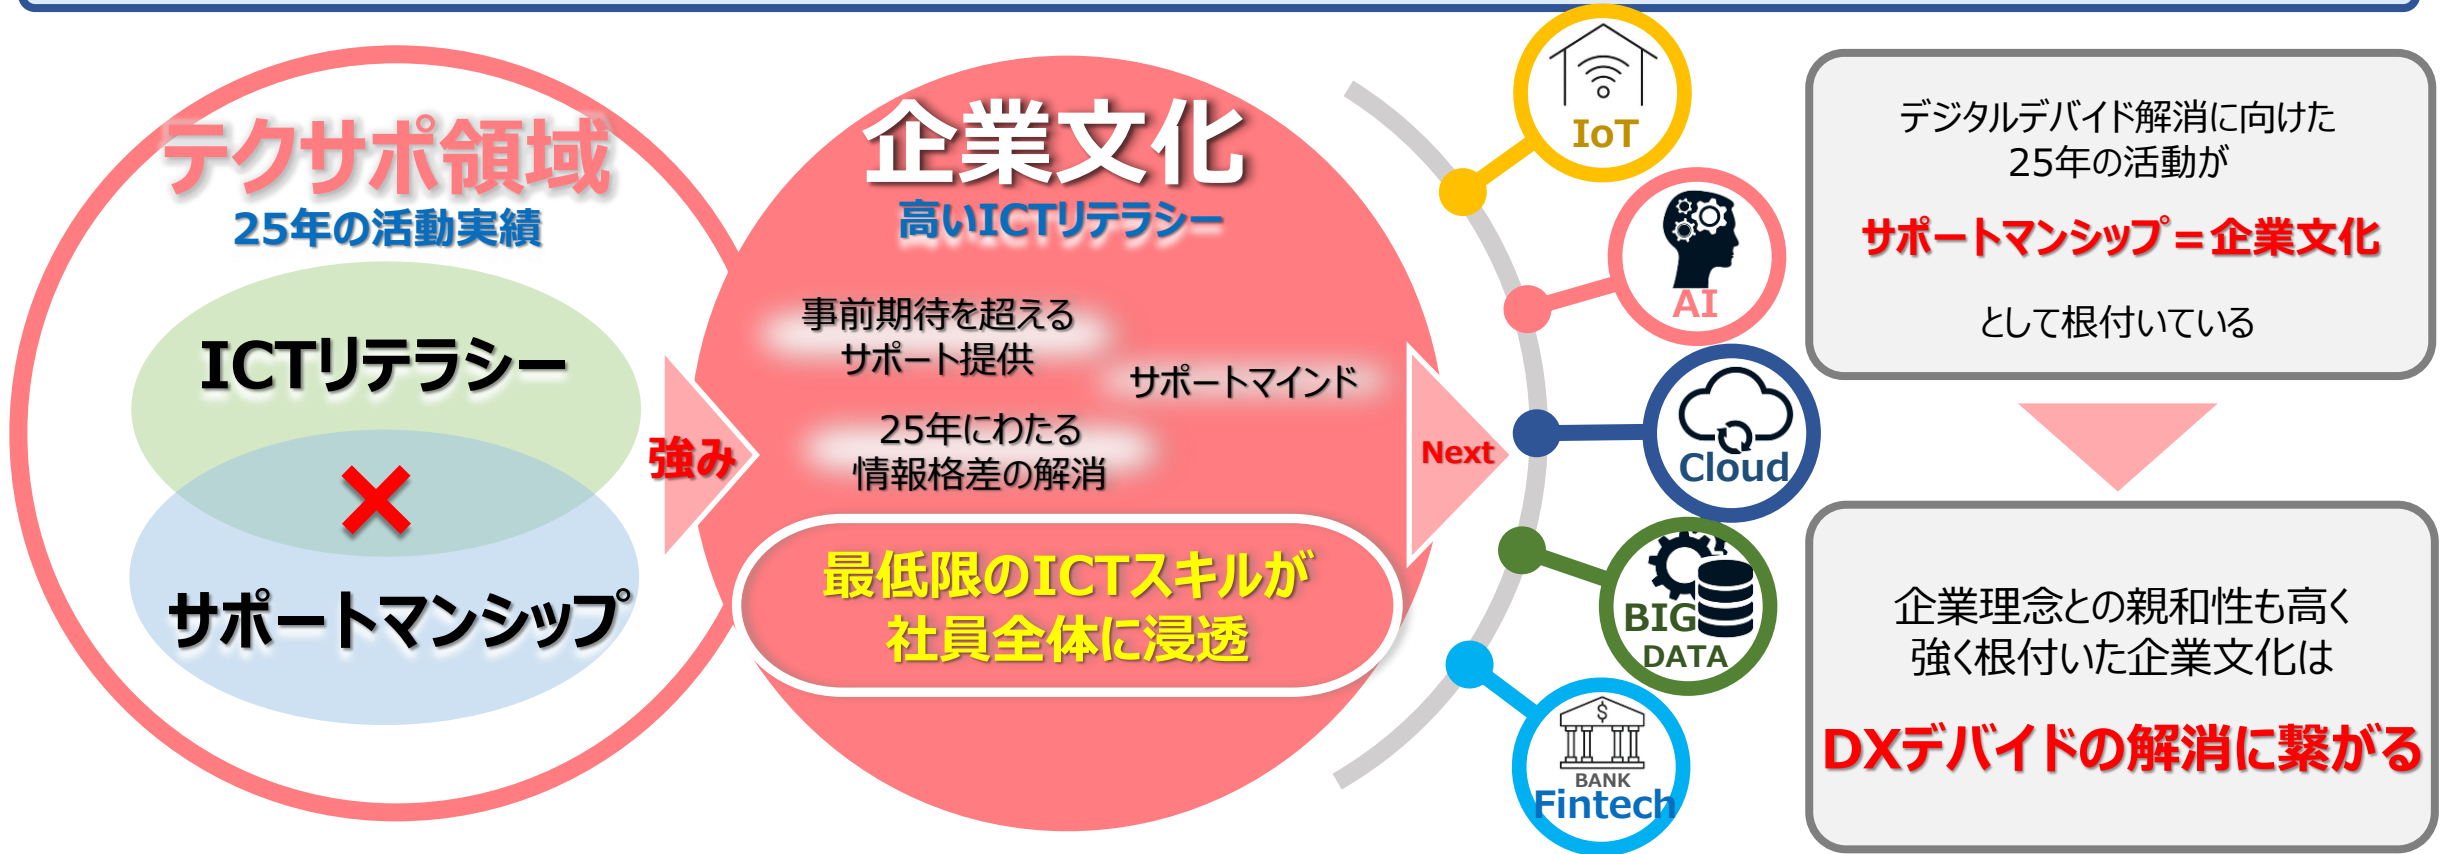 テクサポ領域
25年の活動実績
ICTリテラシー
×
サポートマンシップ
強み
企業文化
高いICTリテラシー
事前期待を超える
サポート提供
サポートマインド
25年にわたる
情報格差の解消
最低限のICTスキルが
社員全体に浸透
Next
IoT
AI
Cloud
BIG
DATA
$
BANK
Fintech
デジタルデバイド解消に向けた
25年の活動が
サポートマンシップ＝企業文化
として根付いている
企業理念との親和性も高く
強く根付いた企業文化は
DXデバイドの解消に繋がる